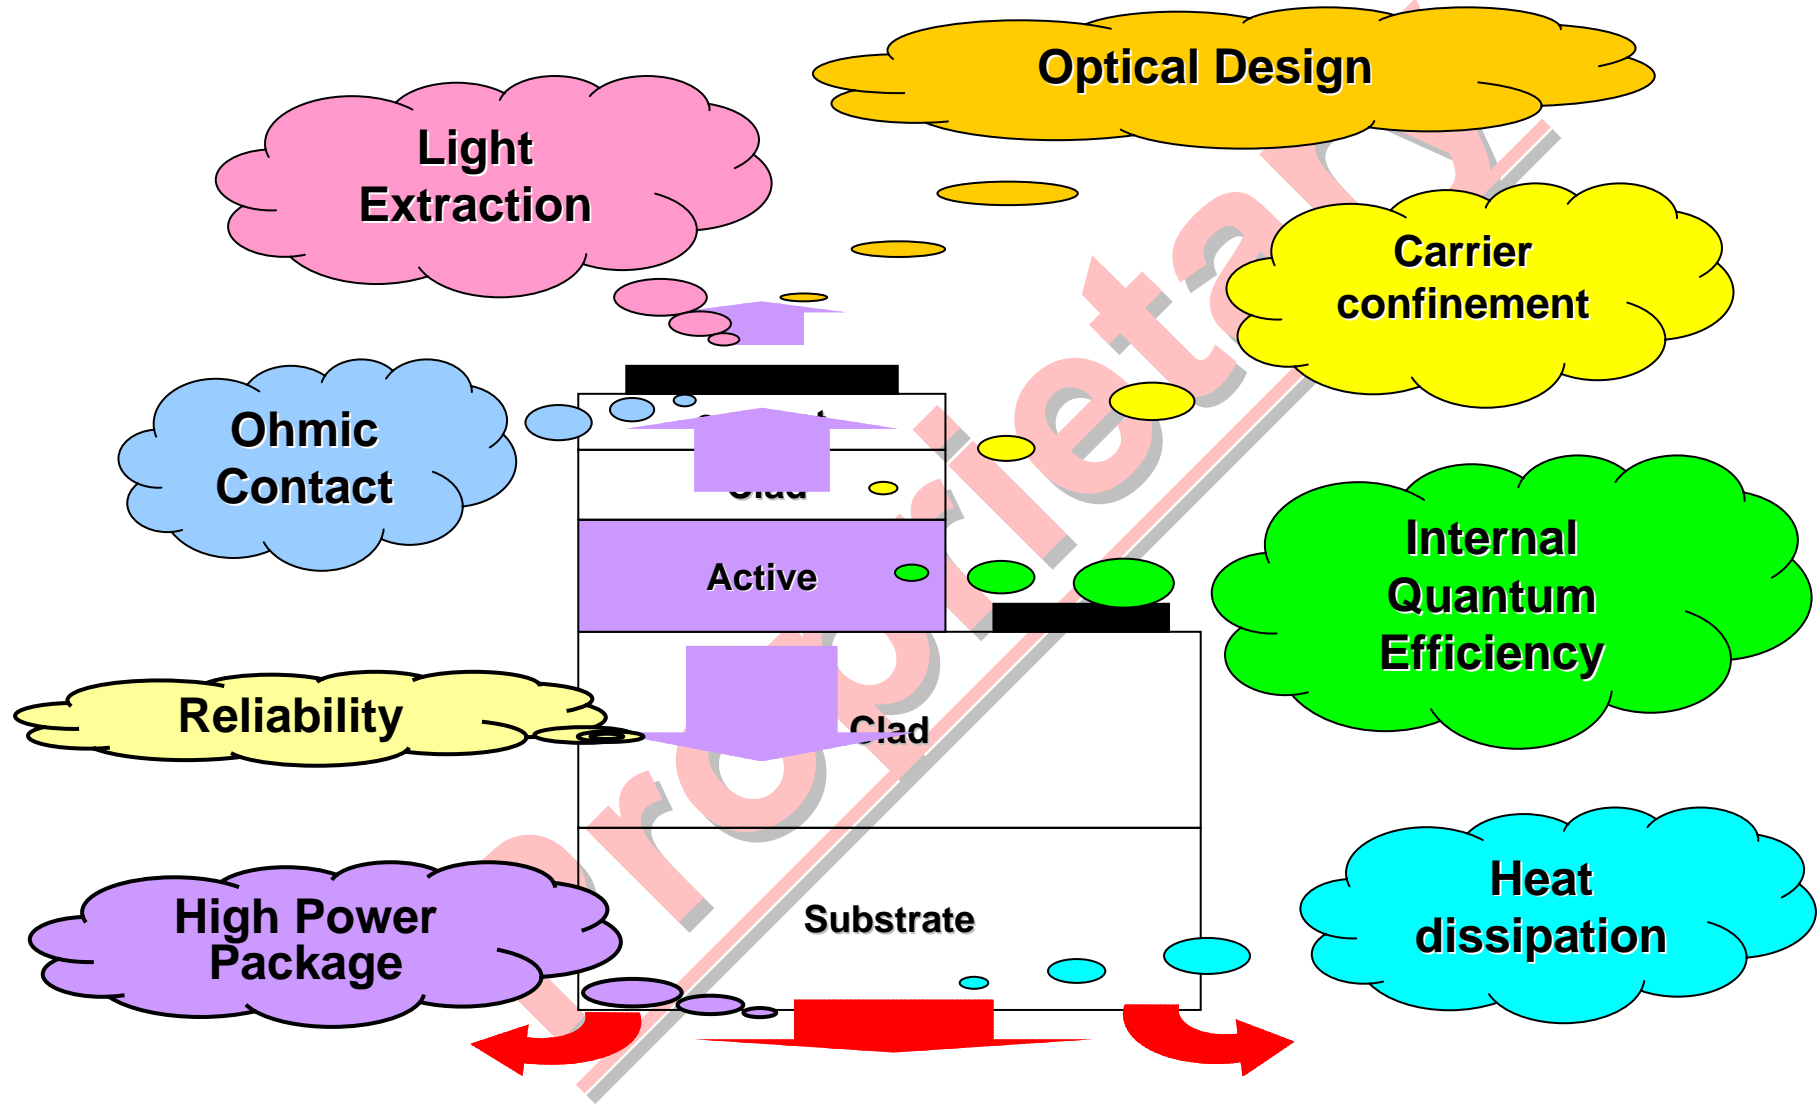 Optical Design
Light
Extraction
Carrier
confinement
Ohmic
Contact
Clad
Internal
Quantum
Efficiency
Active
Reliability
Clad
Heat
dissipation
High Power
Package
Substrate
Proprietary